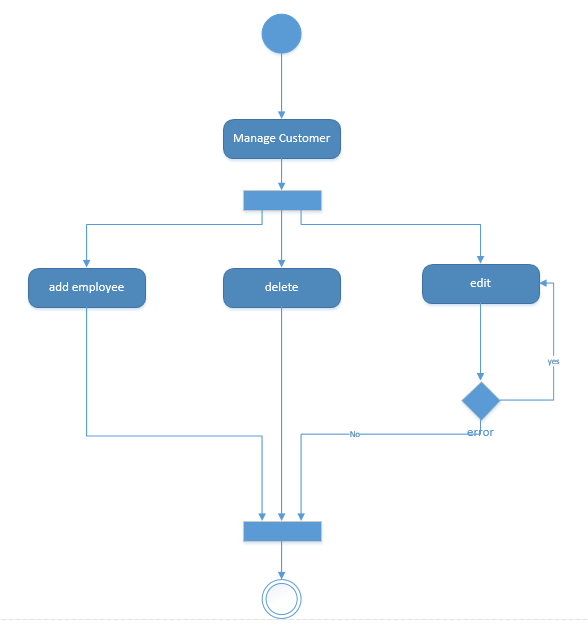 Manage Customer
add employee
delete
edit
yes
No
error